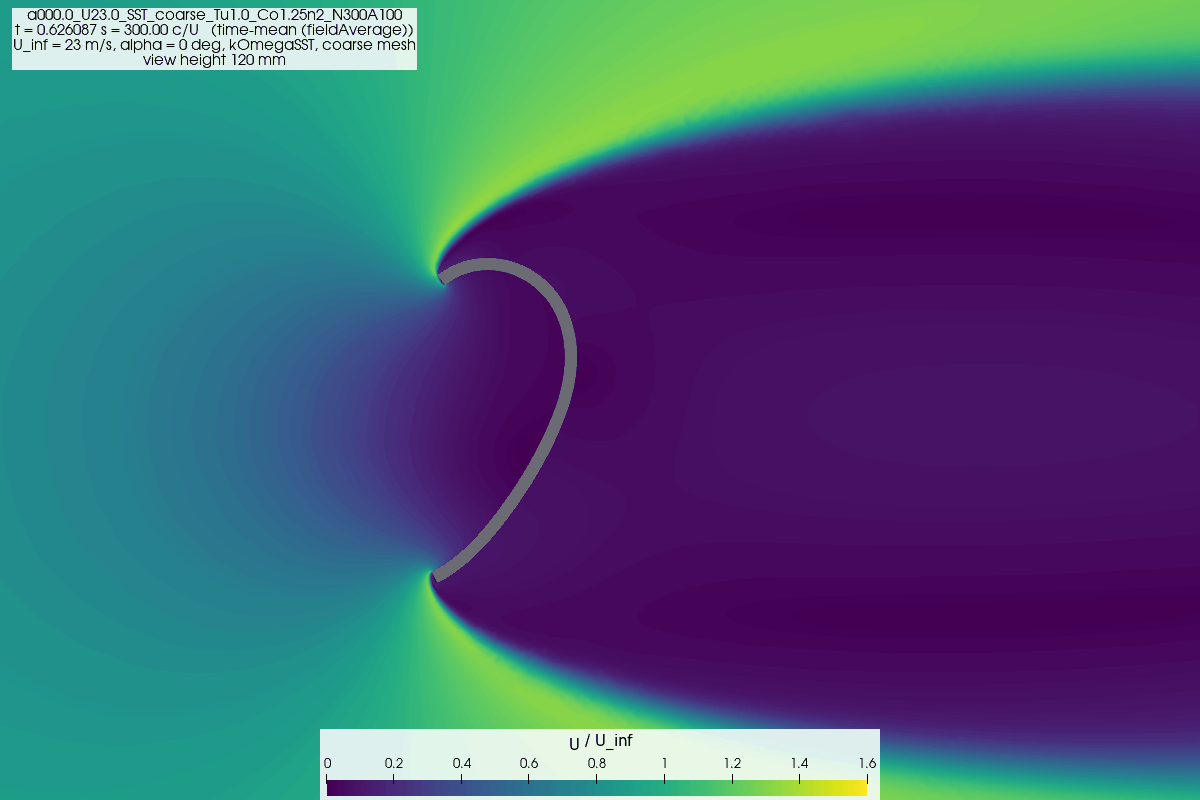 a000.0_U23.0_SST_coarse_Tu1.0_Co1.25n2_N300A100
t = 0.626087 s = 300.00 c/U (time-mean (fieldAverage))
U_inf = 23 m/s, alpha = 0 deg, kOmegaSST, coarse mesh
view height 120 mm
U / U_inf
0 0.2 0.4 0.6 0.8 1 1.2 1.4 1.6